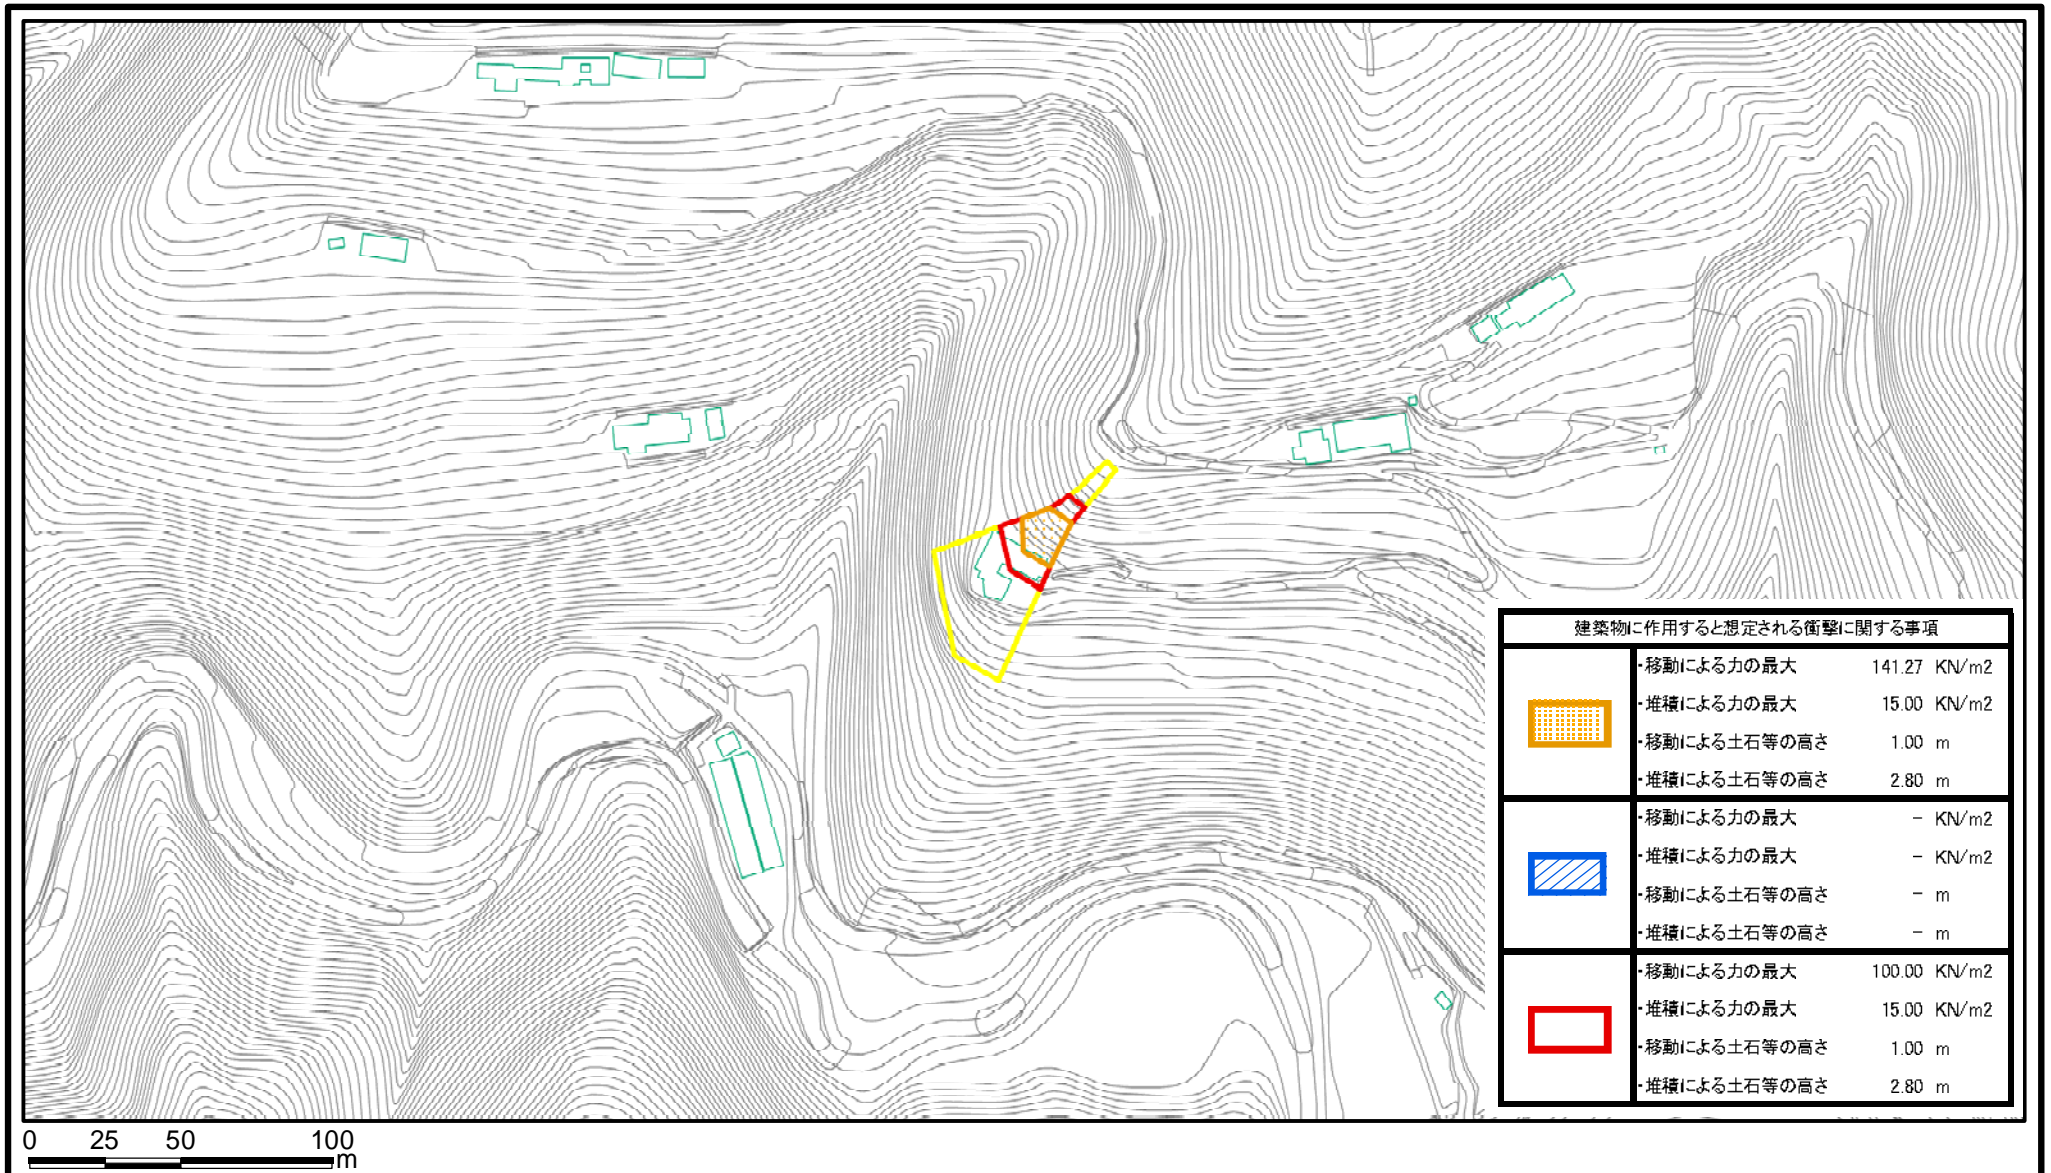 建築物に作用すると想定される衝撃に関する事項
・移動による力の最大 141.27 KN/m2
・堆積による力の最大 15.00 KN/m2
・移動による土石等の高さ 1.00 m
・堆積による土石等の高さ 2.80 m
・移動による力の最大 - KN/m2
・堆積による力の最大 - KN/m2
・移動による土石等の高さ - m
・堆積による土石等の高さ - m
・移動による力の最大 100.00 KN/m2
・堆積による力の最大 15.00 KN/m2
・移動による土石等の高さ 1.00 m
・堆積による土石等の高さ 2.80 m
0 25 50 100
m